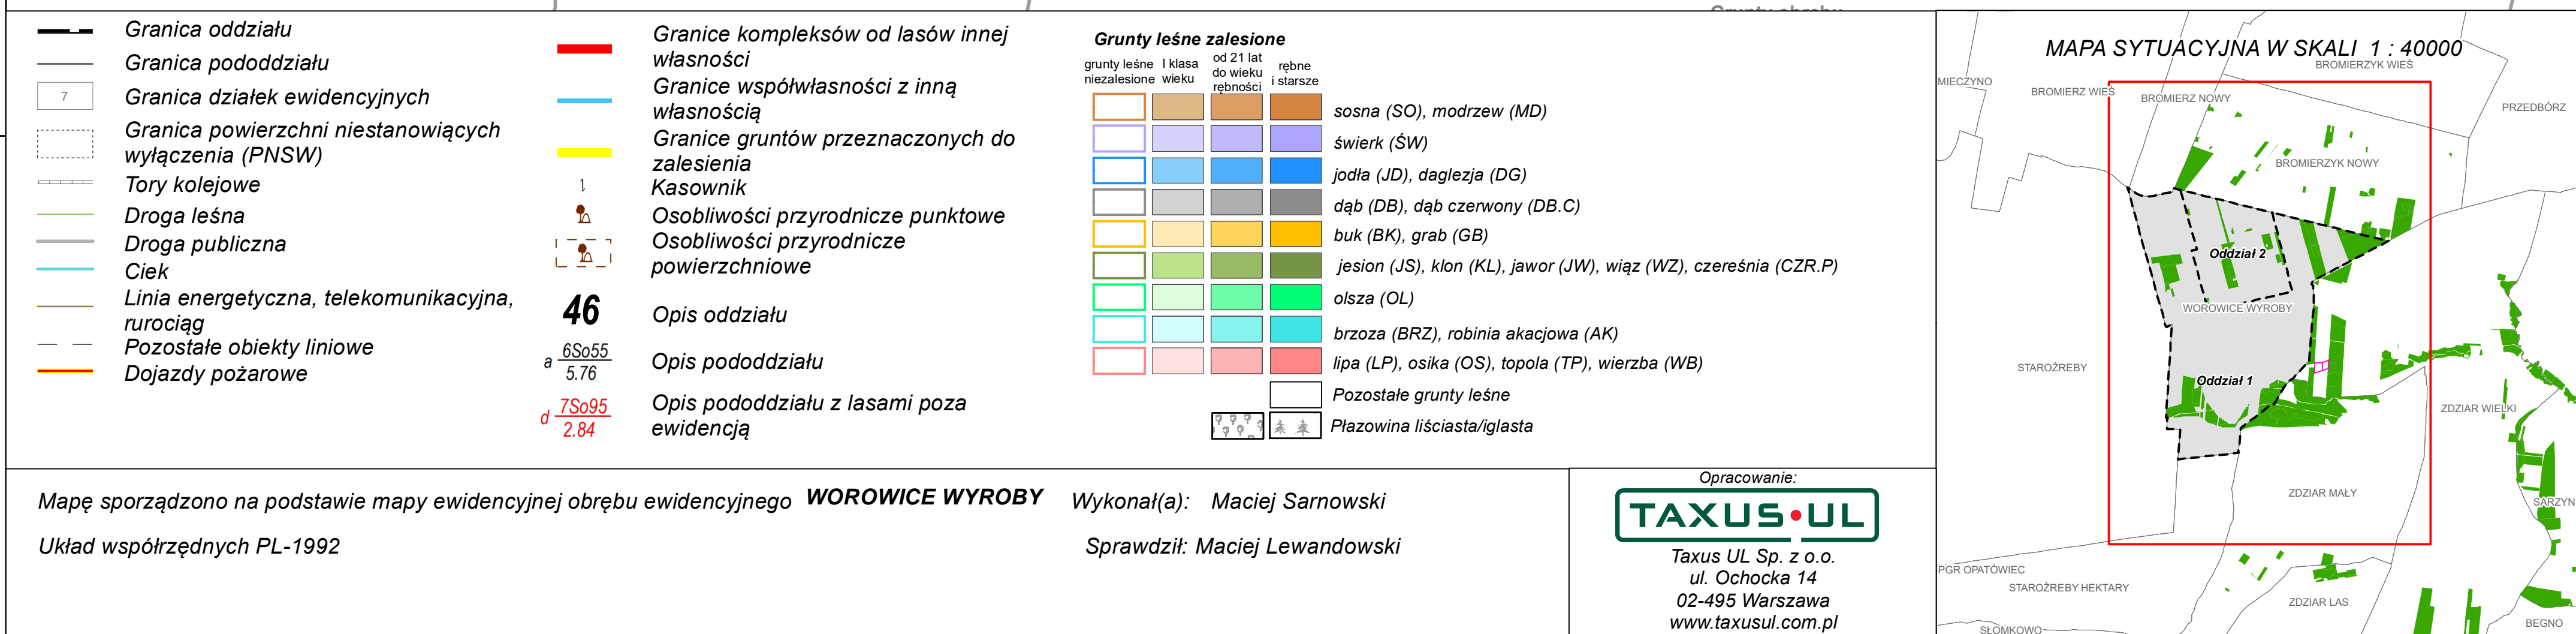 Granica oddziału
Granica pododdziału
7
Granica działek ewidencyjnych
Granica powierzchni niestanowiących
wyłączenia (PNSW)
Tory kolejowe
Droga leśna
Droga publiczna
Ciek
Linia energetyczna, telekomunikacyjna,
rurociąg
Pozostałe obiekty liniowe
Dojazdy pożarowe
Granice kompleksów od lasów innej
własności
Granice współwłasności z inną
własnością
Granice gruntów przeznaczonych do
zalesienia
Kasownik
Osobliwości przyrodnicze punktowe
Osobliwości przyrodnicze
powierzchniowe
46
Opis oddziału
a 6So55
5.76
Opis pododdziału
d 7So95
2.84
Opis pododdziału z lasami poza
ewidencją
Grunty leśne zalesione
grunty leśne
niezalesione
I klasa
wieku
od 21 lat
do wieku
rębności
rębne
i starsze
sosna (SO), modrzew (MD)
świerk (ŚW)
jodła (JD), daglezja (DG)
dąb (DB), dąb czerwony (DB.C)
buk (BK), grab (GB)
jesion (JS), klon (KL), jawor (JW), wiąz (WZ), czereśnia (CZR.P)
olsza (OL)
brzoza (BRZ), robinia akacjowa (AK)
lipa (LP), osika (OS), topola (TP), wierzba (WB)
Pozostałe grunty leśne
Płazowina liściasta/iglasta
Mapę sporządzono na podstawie mapy ewidencyjnej obrębu ewidencyjnego WOROWICE WYROBY
Układ współrzędnych PL-1992
Wykonał(a): Maciej Sarnowski
Sprawdził: Maciej Lewandowski
Opracowanie:
TAXUS UL
Taxus UL Sp. z o.o.
ul. Ochocka 14
02-495 Warszawa
www.taxusul.com.pl
MAPA SYTUACYJNA W SKALI 1 : 40000
BROMIERZYK WIEŚ
MIECZYNO
BROMIERZ WIEŚ
BROMIERZ NOWY
PRZEDBÓRZ
BROMIERZYK NOWY
Oddział 2
WOROWICE WYROBY
STAROŹREBY
Oddział 1
ZDZIAR WIELKI
ZDZIAR MAŁY
SARZYN
PGR OPATÓWIEC
STAROŹREBY HEKTARY
ZDZIAR LAS
BEGNO
SŁOMKOWO